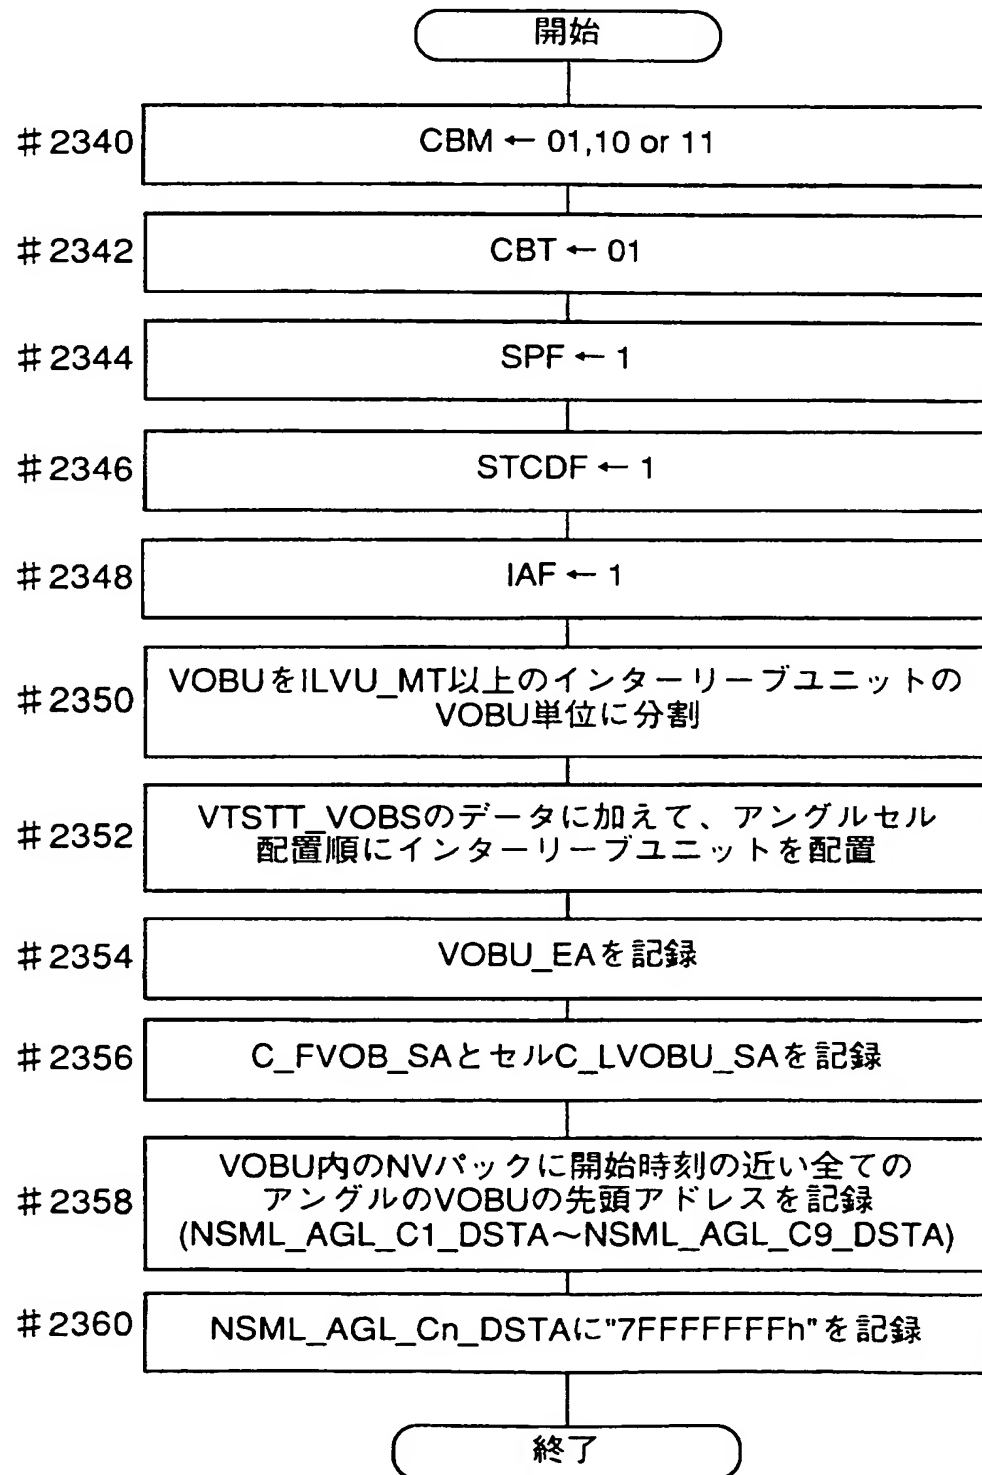 開始
#2340
CBM ← 01,10 or 11
#2342
CBT ← 01
#2344
SPF ← 1
#2346
STCDF ← 1
#2348
IAF ← 1
#2350
VOBUをILVU_MT以上のインターリーブユニットの
VOBU単位に分割
#2352
VTSTT_VOBSのデータに加えて、アングルセル
配置順にインターリーブユニットを配置
#2354
VOBU_EAを記録
#2356
C_FVOB_SAとセルC_LVOBU_SAを記録
#2358
VOBU内のNVパックに開始時刻の近い全ての
アングルのVOBUの先頭アドレスを記録
(NSML_AGL_C1_DSTA～NSML_AGL_C9_DSTA)
#2360
NSML_AGL_Cn_DSTAに"7FFFFFFFh"を記録
終了